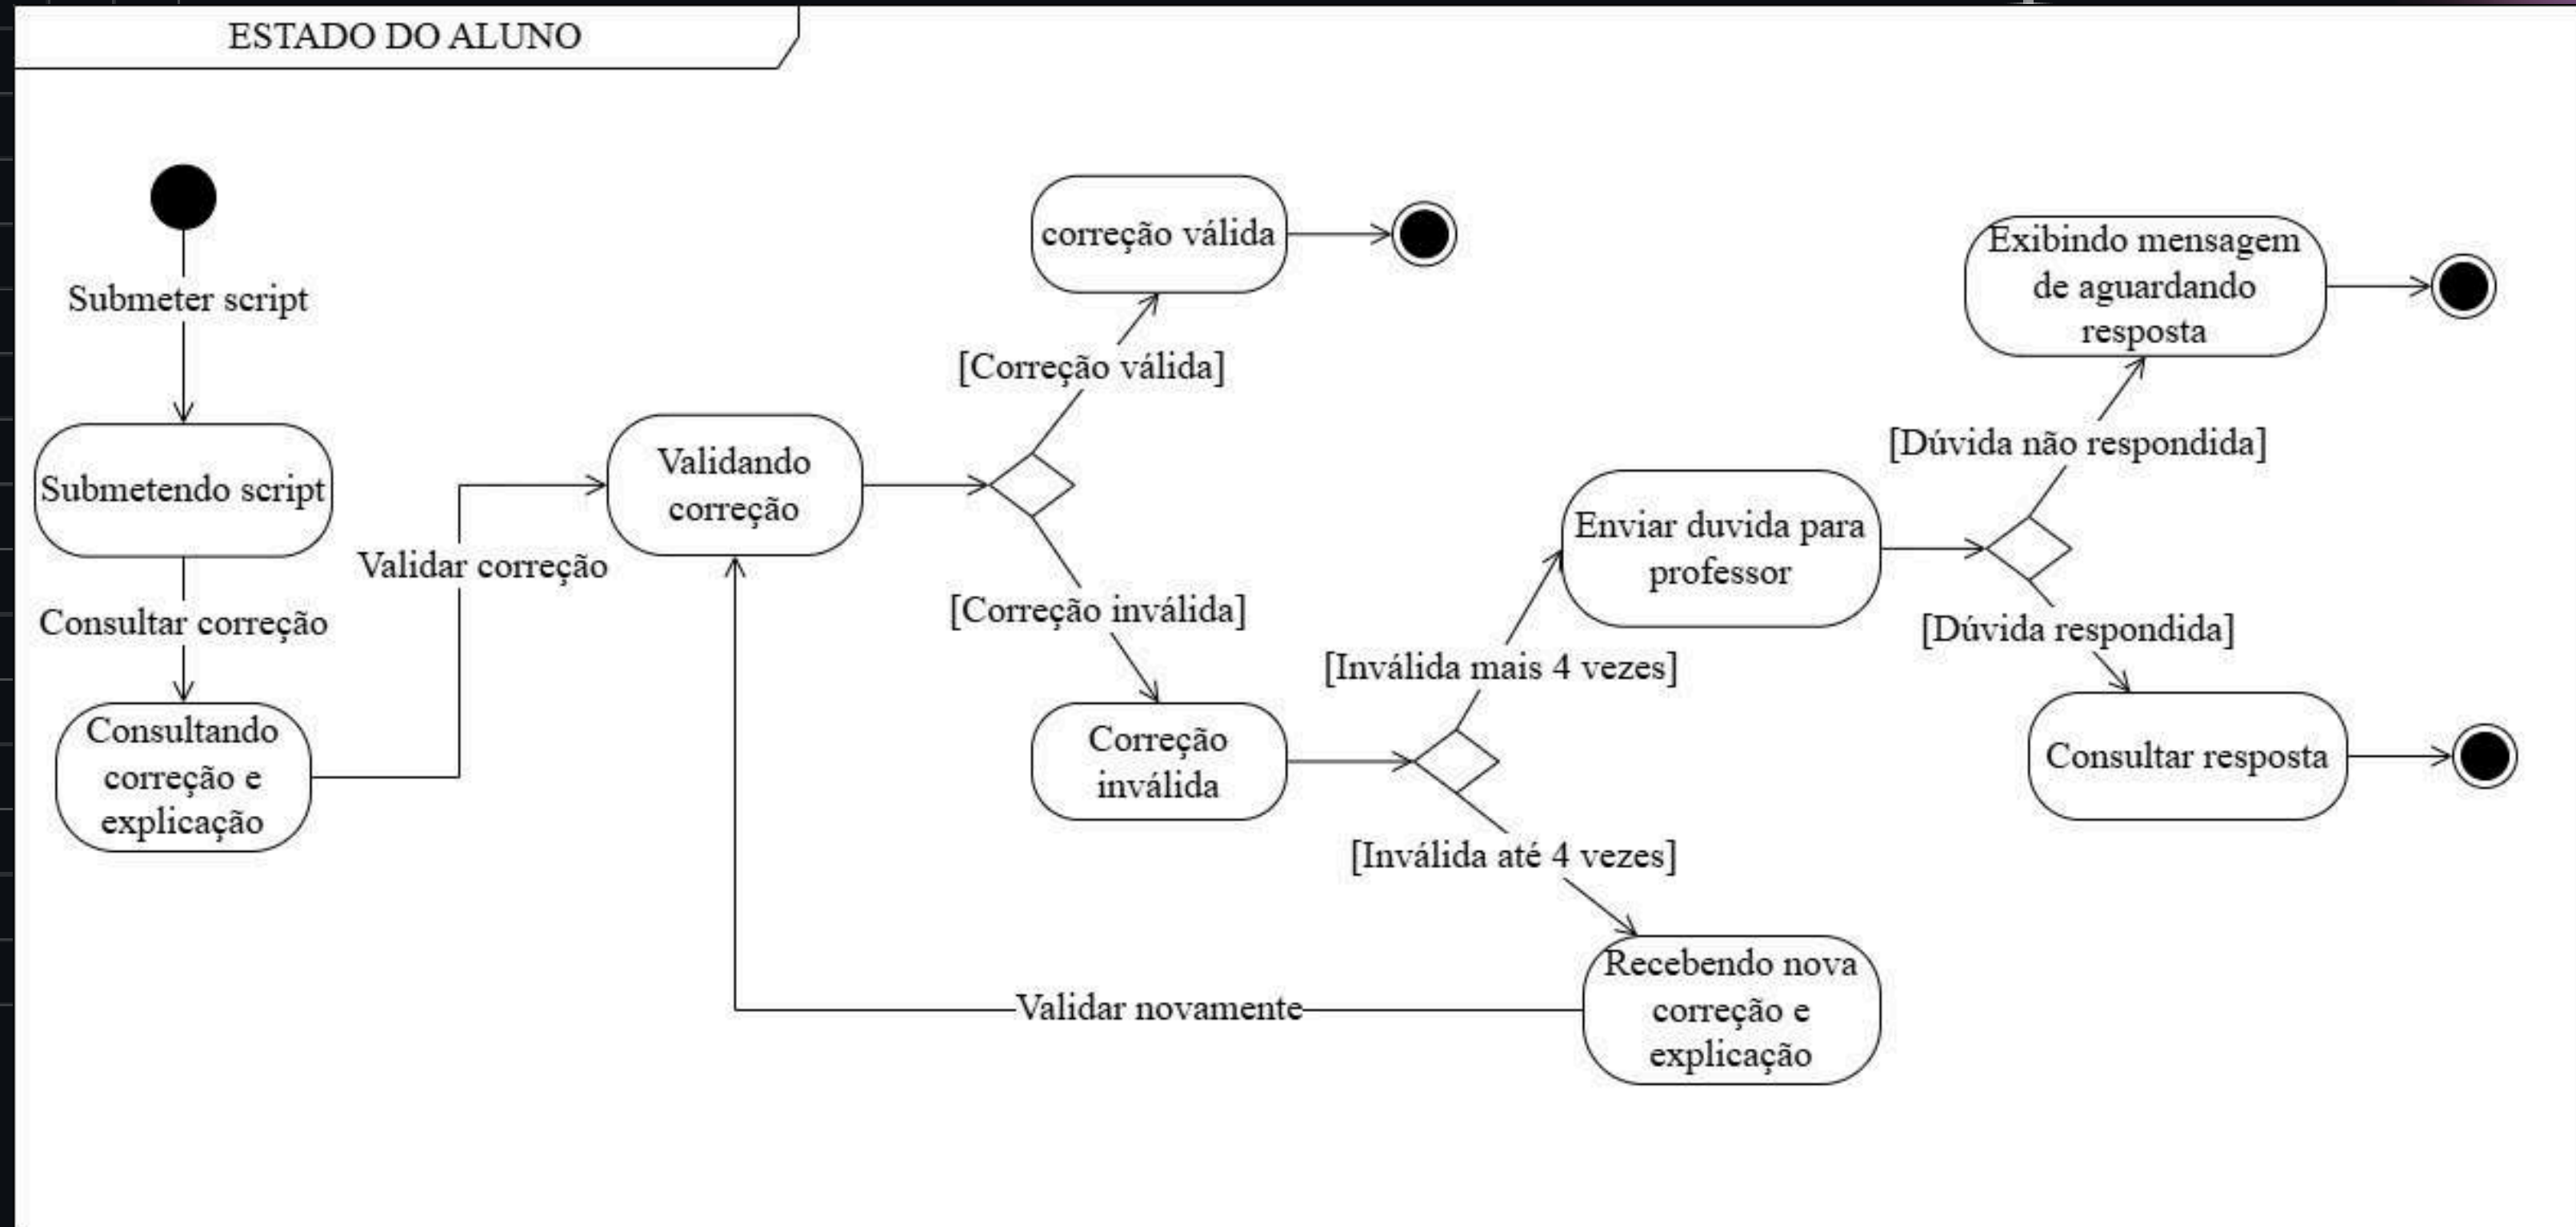 ESTADO DO ALUNO
Submeter script
Submetendo script
Consultar correção
Consultando
correção e
explicação
Validar correção
Validando
correção
[Correção válida]
correção válida
[Correção inválida]
Correção
inválida
[Inválida mais 4 vezes]
Enviar duvida para
professor
[Inválida até 4 vezes]
Recebendo nova
correção e
explicação
Validar novamente
[Dúvida não respondida]
Exibindo mensagem
de aguardando
resposta
[Dúvida respondida]
Consultar resposta